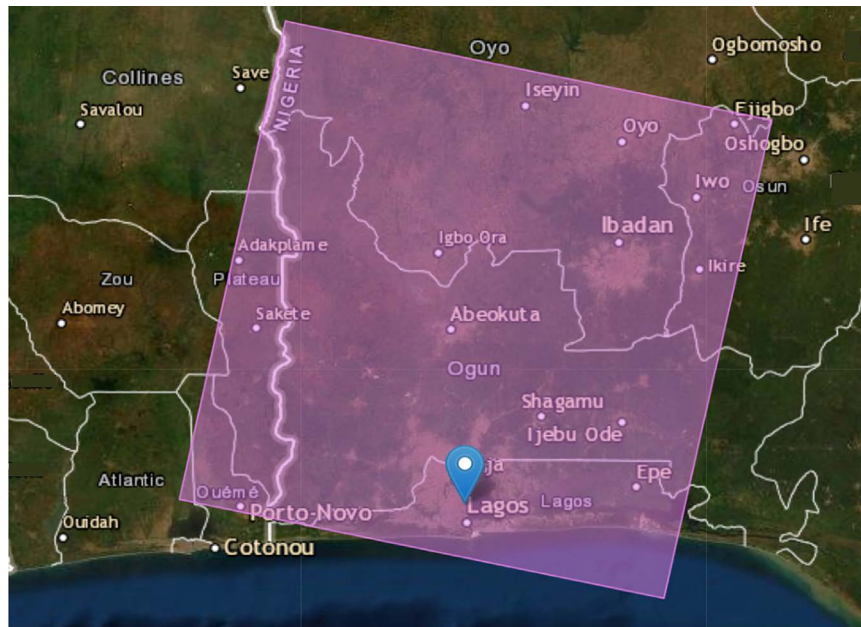 Oyo
Ogbomosho
Collines
Save
NIGERIA
Iseyin
Savalou
Ejigbo
Oyo
Oshogbo
Iwo
Osun
Ibadan
Ife
Igbo Ora
Adakplame
Ikire
Zou
Plateau
Abomey
Sakete
Abeokuta
Ogun
Shagamu
Ijebu Ode
Atlantic
Epe
Ouémé
Lagos
Lagos
Porto-Novo
Ouidah
Cotonou